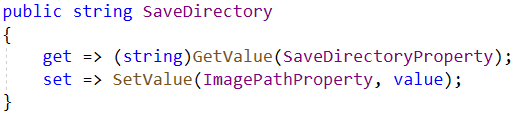 public string SaveDirectory
{
    get => (string)GetValue(SaveDirectoryProperty);
    set => SetValue(ImagePathProperty, value);
}